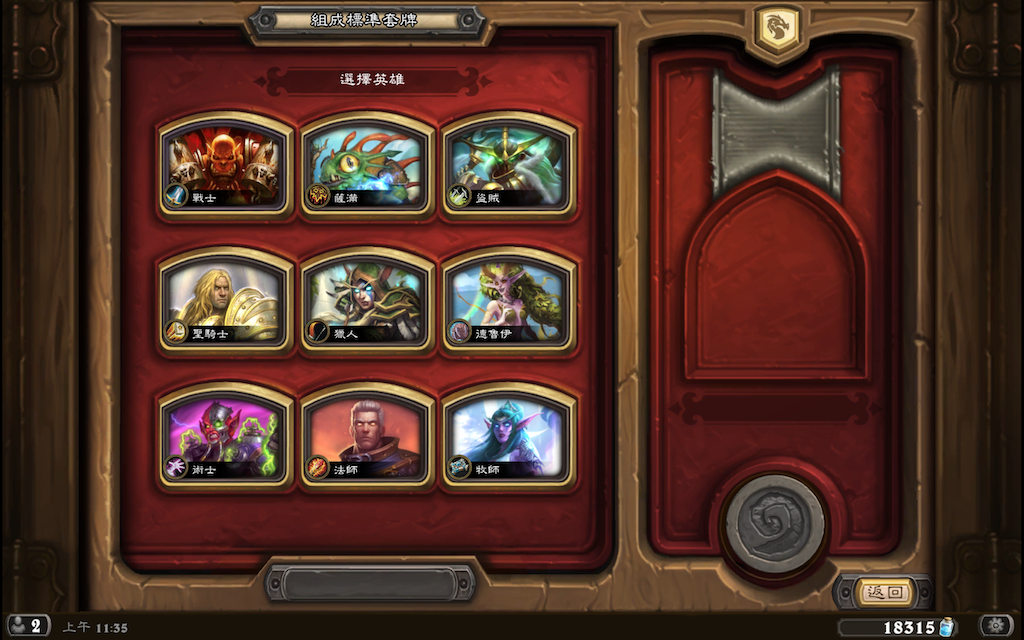 組成標準套牌
選擇英雄
戰士
薩滿
盜賊
聖騎士
獵人
德魯伊
術士
法師
牧師
返回
2
上午 11:35
18315